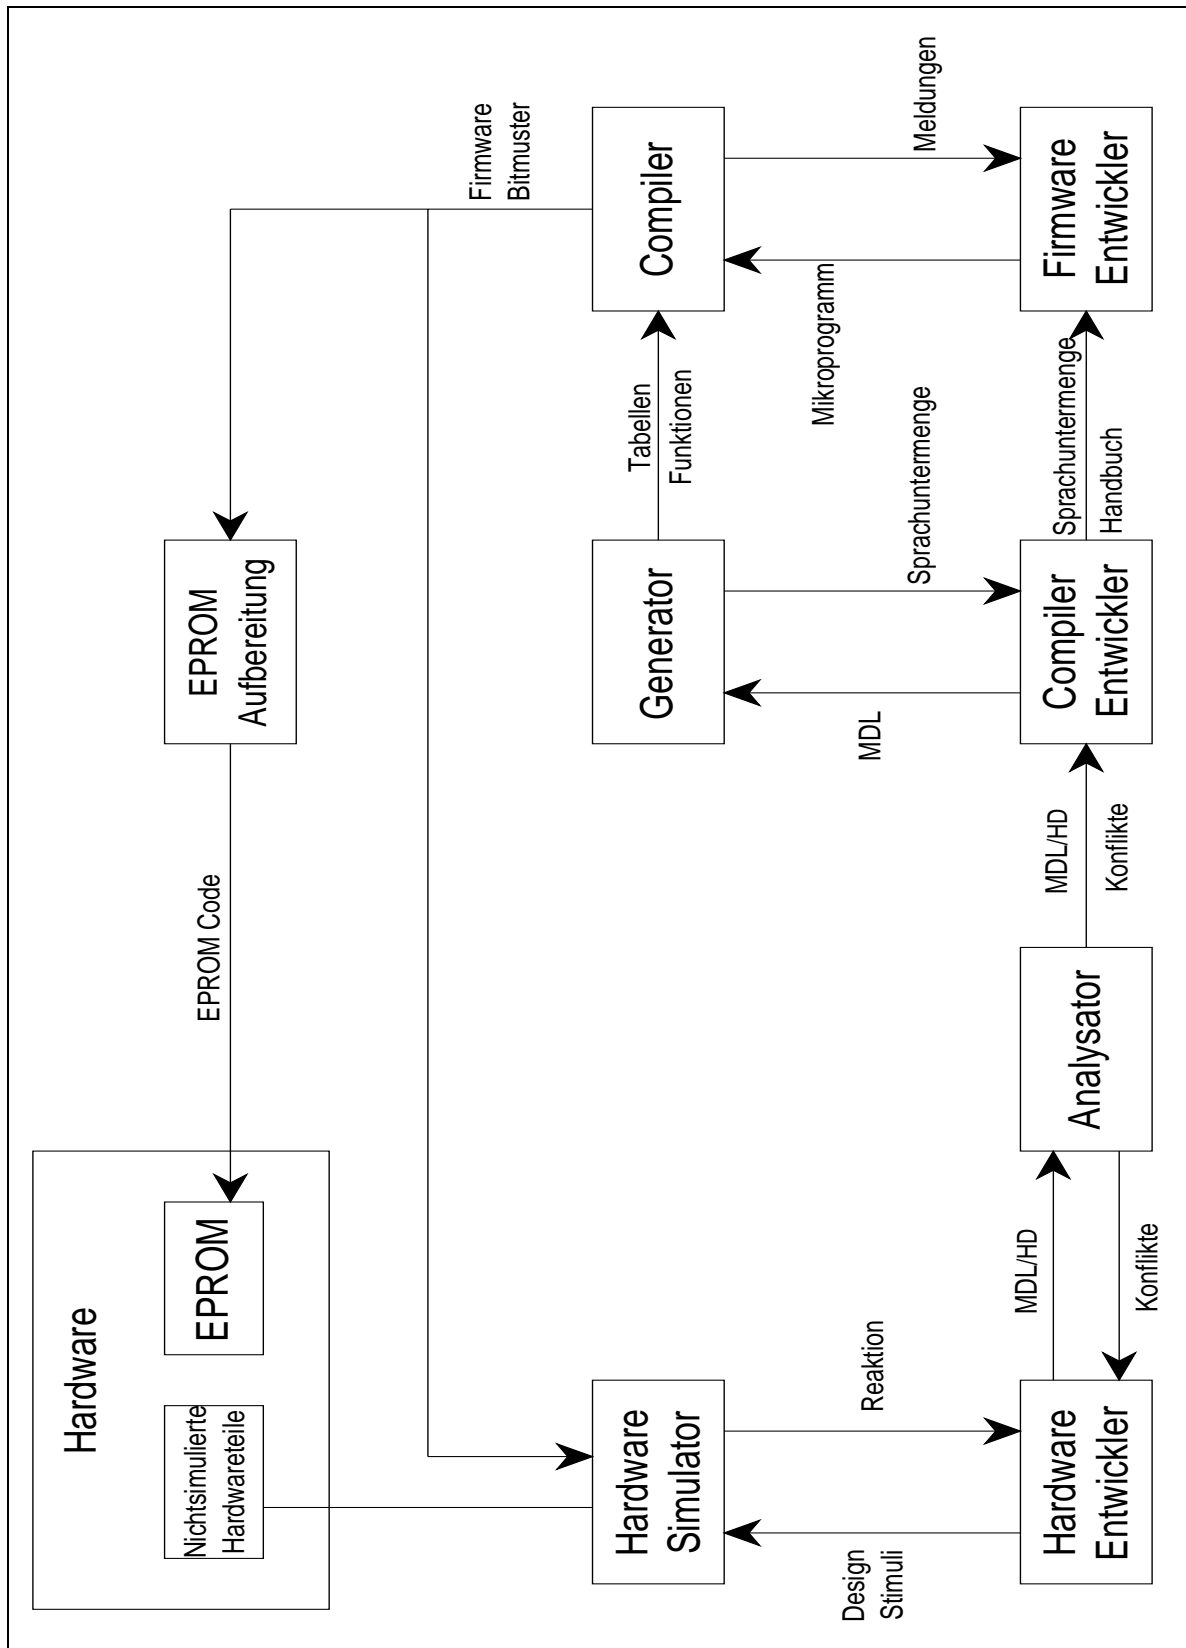 Hardware
Nichtsimulierte
Hardwareteile
EPROM
EPROM Code
EPROM
Aufbereitung
Firmware
Bitmuster
Hardware
Simulator
Generator
Tabellen
Funktionen
Compiler
Design
Stimuli
Reaktion
MDL
Sprachuntermenge
Mikroprogramm
Meldungen
Hardware
Entwickler
MDL/HD
Konflikte
Analysator
MDL/HD
Konflikte
Compiler
Entwickler
Sprachuntermenge
Handbuch
Firmware
Entwickler